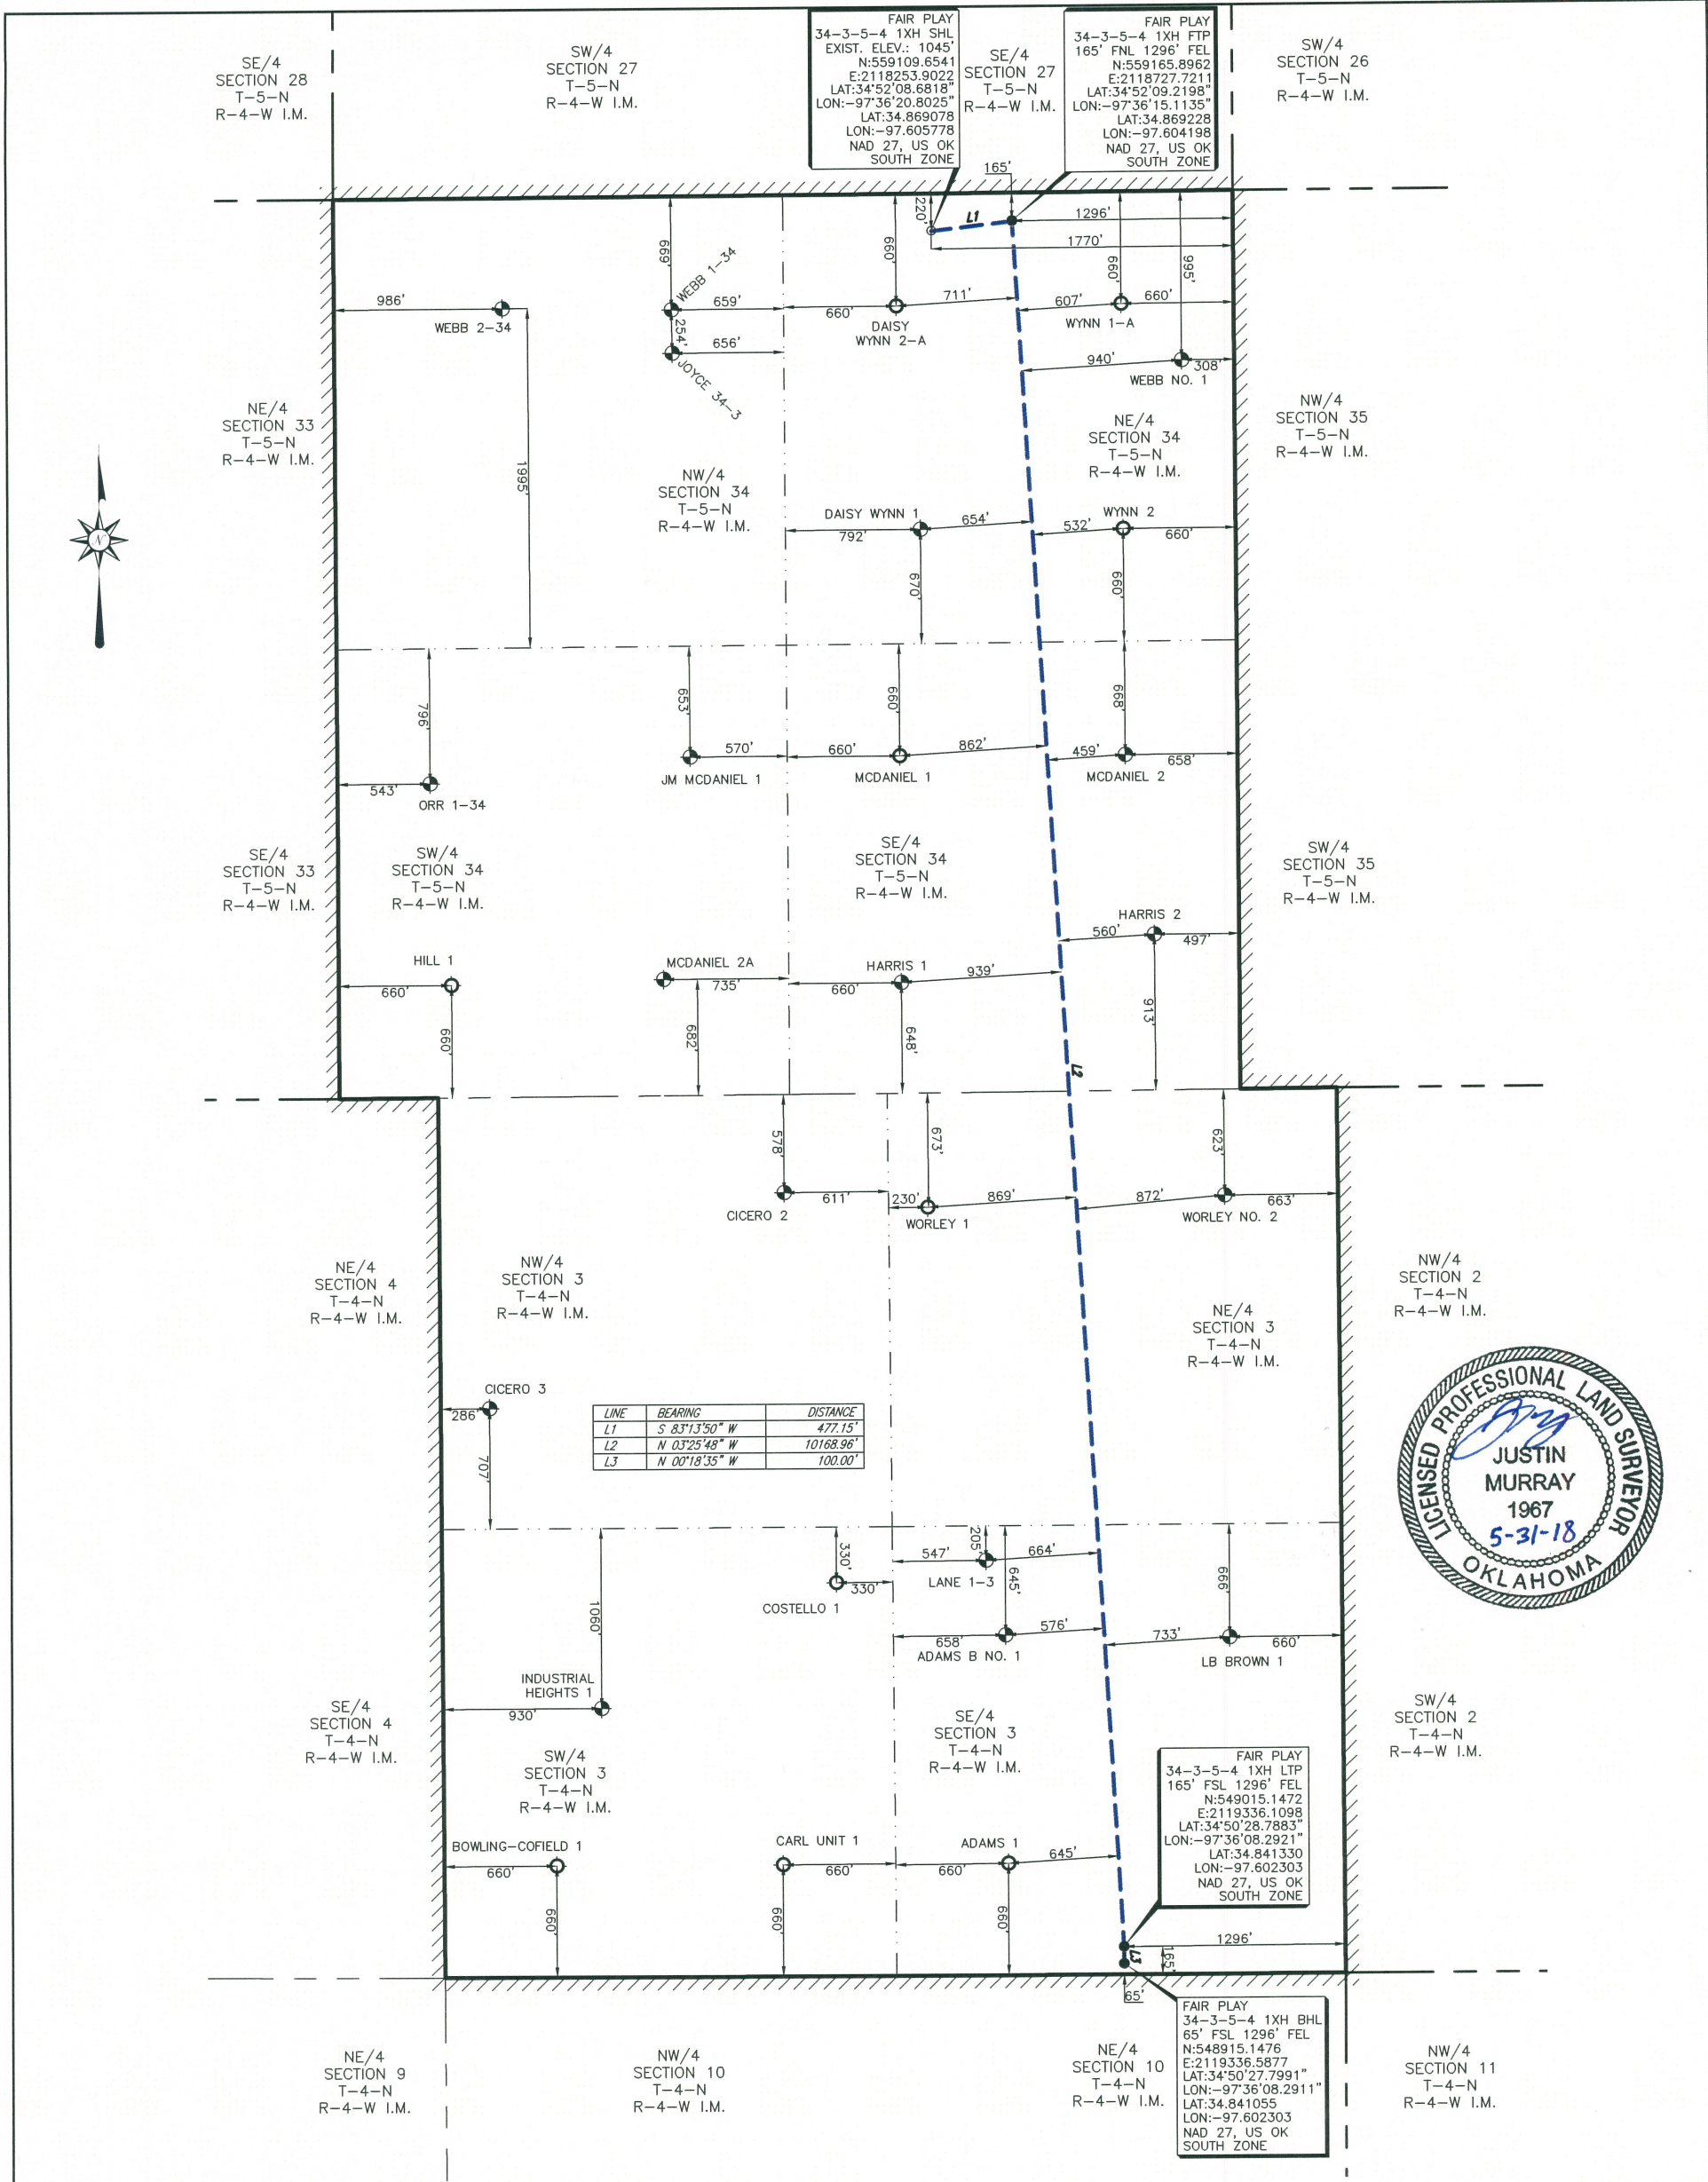 SE/4
SECTION 28
T-5-N
R-4-W I.M.
SW/4
SECTION 27
T-5-N
R-4-W I.M.
FAIR PLAY
34-3-5-4 1XH SHL
EXIST. ELEV.: 1045'
N:559109.6541
E:2118253.9022
LAT:34°52'08.6818"
LON:-97°36'20.8025"
LAT:34.869078
LON:-97.605778
NAD 27, US OK
SOUTH ZONE
SE/4
SECTION 27
T-5-N
R-4-W I.M.
FAIR PLAY
34-3-5-4 1XH FTP
165' FNL 1296' FEL
N:559165.8962
E:2118727.7211
LAT:34°52'09.2198"
LON:-97°36'15.1135"
LAT:34.869228
LON:-97.604198
NAD 27, US OK
SOUTH ZONE
SW/4
SECTION 26
T-5-N
R-4-W I.M.
165'
220'
L1
1296'
1770'
669'
660'
660'
995'
986'
WEBB 2-34
WEBB 1-34
659'
254'
656'
JOYCE 34-3
660'
711'
DAISY
WYNN 2-A
607'
660'
WYNN 1-A
940'
308'
WEBB NO. 1
1995'
NE/4
SECTION 33
T-5-N
R-4-W I.M.
NW/4
SECTION 34
T-5-N
R-4-W I.M.
NE/4
SECTION 34
T-5-N
R-4-W I.M.
NW/4
SECTION 35
T-5-N
R-4-W I.M.
N
DAISY WYNN 1
792'
654'
670'
WYNN 2
532'
660'
660'
796'
543'
ORR 1-34
653'
570'
JM MCDANIEL 1
660'
660'
862'
MCDANIEL 1
668'
459'
658'
MCDANIEL 2
SE/4
SECTION 33
T-5-N
R-4-W I.M.
SW/4
SECTION 34
T-5-N
R-4-W I.M.
SE/4
SECTION 34
T-5-N
R-4-W I.M.
SW/4
SECTION 35
T-5-N
R-4-W I.M.
HILL 1
660'
660'
MCDANIEL 2A
735'
682'
HARRIS 1
660'
939'
648'
HARRIS 2
560'
497'
913'
L2
578'
611'
CICERO 2
673'
230'
869'
WORLEY 1
623'
872'
663'
WORLEY NO. 2
NE/4
SECTION 4
T-4-N
R-4-W I.M.
NW/4
SECTION 3
T-4-N
R-4-W I.M.
NE/4
SECTION 3
T-4-N
R-4-W I.M.
NW/4
SECTION 2
T-4-N
R-4-W I.M.
CICERO 3
286'
707'
LINE BEARING DISTANCE
L1 S 83°13'50" W 477.15'
L2 N 03°25'48" W 10168.96'
L3 N 00°18'35" W 100.00'
LICENSED PROFESSIONAL LAND SURVEYOR
JUSTIN
MURRAY
1967
5-31-18
OKLAHOMA
1060'
INDUSTRIAL
HEIGHTS 1
930'
330'
330'
COSTELLO 1
205'
547'
664'
LANE 1-3
645'
658'
576'
ADAMS B NO. 1
666'
733'
660'
LB BROWN 1
SE/4
SECTION 4
T-4-N
R-4-W I.M.
SW/4
SECTION 3
T-4-N
R-4-W I.M.
SE/4
SECTION 3
T-4-N
R-4-W I.M.
SW/4
SECTION 2
T-4-N
R-4-W I.M.
FAIR PLAY
34-3-5-4 1XH LTP
165' FSL 1296' FEL
N:549015.1472
E:2119336.1098
LAT:34°50'28.7883"
LON:-97°36'08.2921"
LAT:34.841330
LON:-97.602303
NAD 27, US OK
SOUTH ZONE
BOWLING-COFIELD 1
660'
660'
CARL UNIT 1
660'
660'
ADAMS 1
660'
645'
660'
1296'
L3
165'
65'
FAIR PLAY
34-3-5-4 1XH BHL
65' FSL 1296' FEL
N:548915.1476
E:2119336.5877
LAT:34°50'27.7991"
LON:-97°36'08.2911"
LAT:34.841055
LON:-97.602303
NAD 27, US OK
SOUTH ZONE
NE/4
SECTION 9
T-4-N
R-4-W I.M.
NW/4
SECTION 10
T-4-N
R-4-W I.M.
NE/4
SECTION 10
T-4-N
R-4-W I.M.
NW/4
SECTION 11
T-4-N
R-4-W I.M.